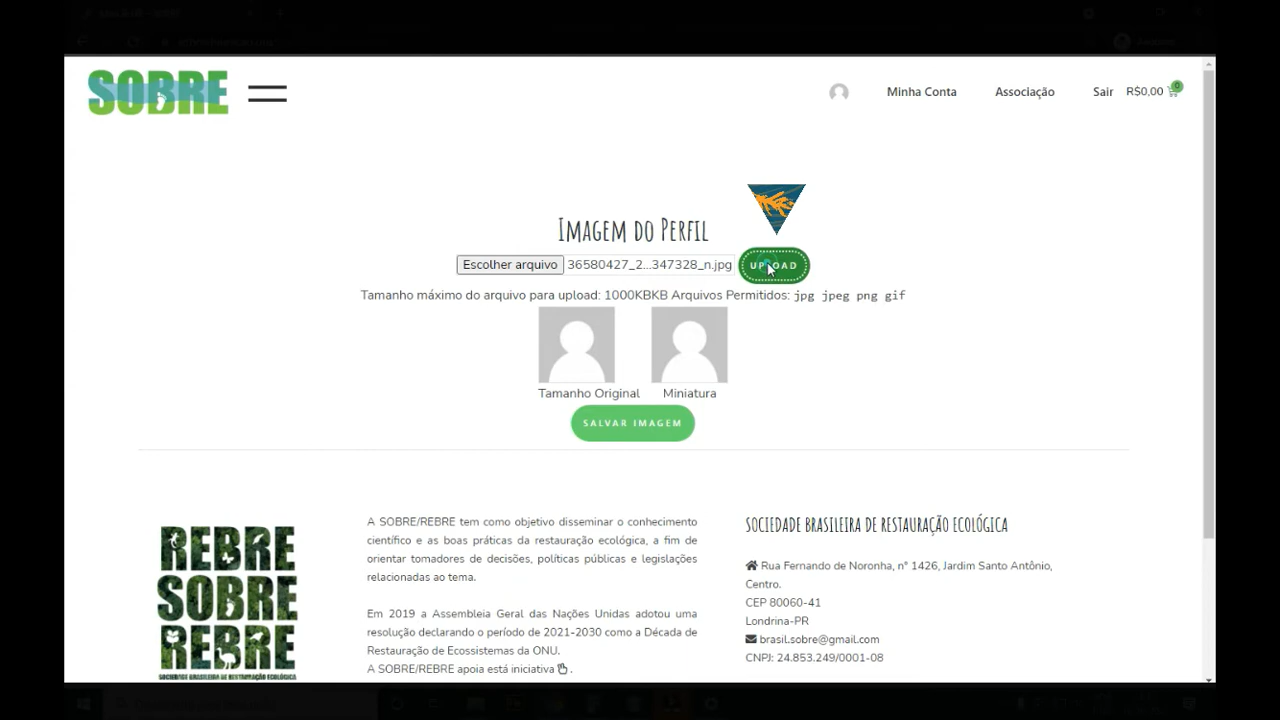 SOBRE
Minha Conta
Associação
Sair
R$0,00
0
Imagem do Perfil
Escolher arquivo 36580427_2...347328_n.jpg UPLOAD
Tamanho máximo do arquivo para upload: 1000KBKB Arquivos Permitidos: jpg jpeg png gif
Tamanho Original Miniatura
SALVAR IMAGEM
REBRE
SOBRE
REBRE
SOCIEDADE BRASILEIRA DE RESTAURAÇÃO ECOLÓGICA
A SOBRE/REBRE tem como objetivo disseminar o conhecimento
científico e as boas práticas da restauração ecológica, a fim de
orientar tomadores de decisões, políticas públicas e legislações
relacionadas ao tema.
Em 2019 a Assembleia Geral das Nações Unidas adotou uma
resolução declarando o período de 2021-2030 como a Década de
Restauração de Ecossistemas da ONU.
A SOBRE/REBRE apoia está iniciativa .
SOCIEDADE BRASILEIRA DE RESTAURAÇÃO ECOLÓGICA
Rua Fernando de Noronha, n° 1426, Jardim Santo Antônio,
Centro.
CEP 80060-41
Londrina-PR
brasil.sobre@gmail.com
CNPJ: 24.853.249/0001-08